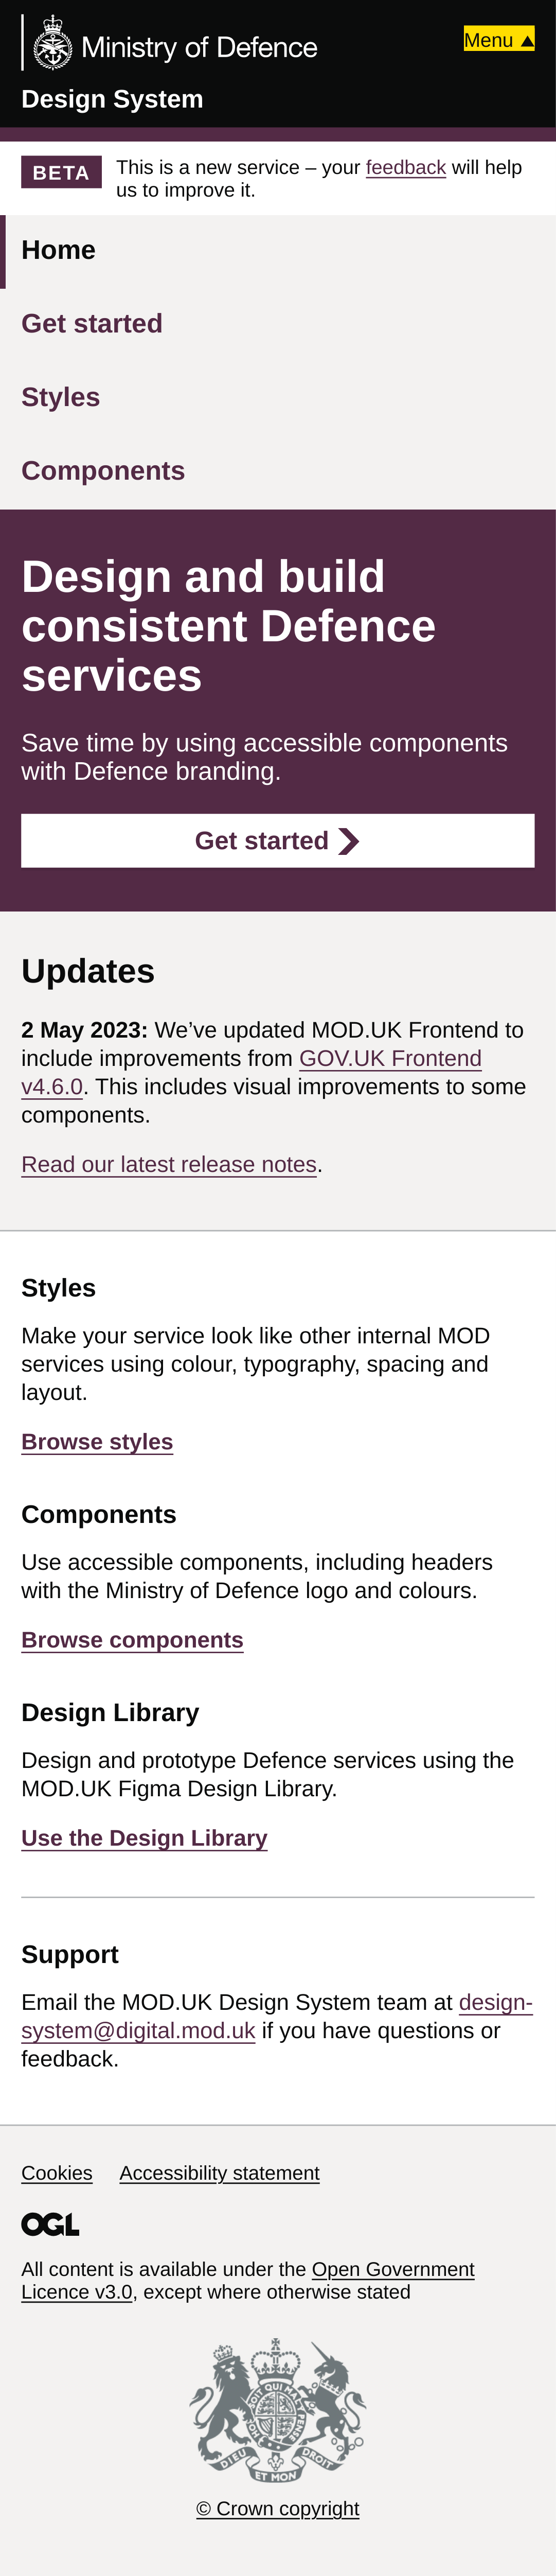 Ministry of Defence
Menu ▲
Design System
BETA
This is a new service – your feedback will help
us to improve it.
Home
Get started
Styles
Components
Design and build
consistent Defence
services
Save time by using accessible components
with Defence branding.
Get started
Updates
2 May 2023: We’ve updated MOD.UK Frontend to
include improvements from GOV.UK Frontend
v4.6.0. This includes visual improvements to some
components.
Read our latest release notes.
Styles
Make your service look like other internal MOD
services using colour, typography, spacing and
layout.
Browse styles
Components
Use accessible components, including headers
with the Ministry of Defence logo and colours.
Browse components
Design Library
Design and prototype Defence services using the
MOD.UK Figma Design Library.
Use the Design Library
Support
Email the MOD.UK Design System team at design-
system@digital.mod.uk if you have questions or
feedback.
Cookies Accessibility statement
OGL
All content is available under the Open Government
Licence v3.0, except where otherwise stated
DIEU ET MON DROIT
© Crown copyright